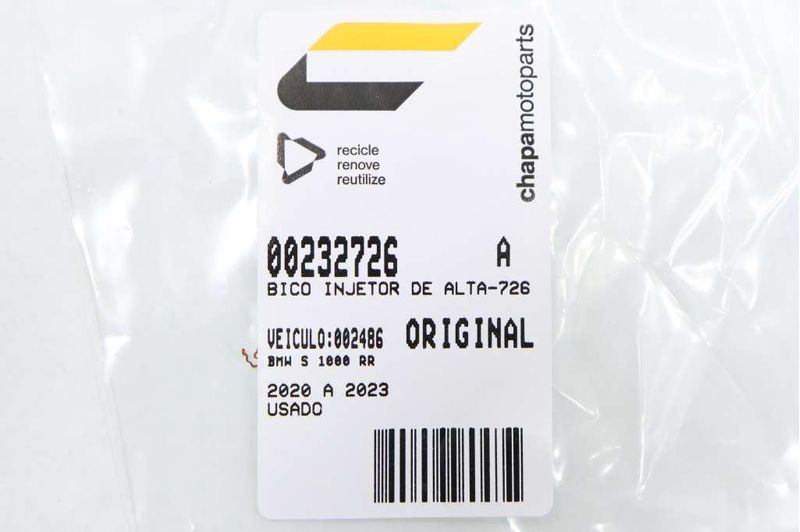 chapamotoparts
recicle
renove
reutilize
00232726 A
BICO INJETOR DE ALTA-726
VEICULO:002486 ORIGINAL
BMW S 1000 RR
2020 A 2023
USADO